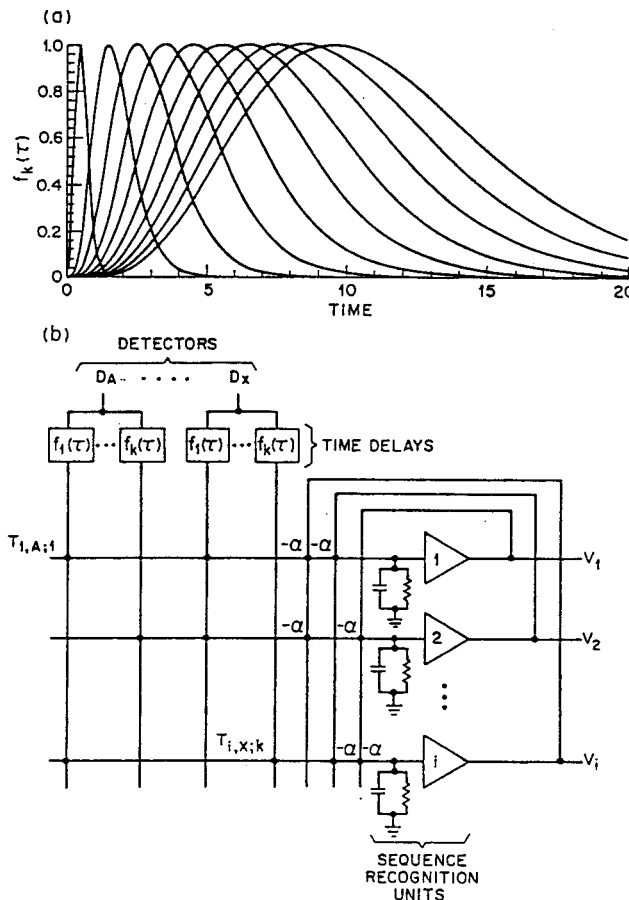 (a)
1.0
0.8
0.6
0.4
0.2
0
f_k(τ)
0 5 10 15 20
TIME
(b)
DETECTORS
D_A . . . . . D_X
f_1(τ) ... f_k(τ) f_1(τ) ... f_k(τ) TIME DELAYS
T_1,A;1 -α -α 1 V_1
-α -α 2 V_2
T_i,x;k -α -α i V_i
SEQUENCE
RECOGNITION
UNITS